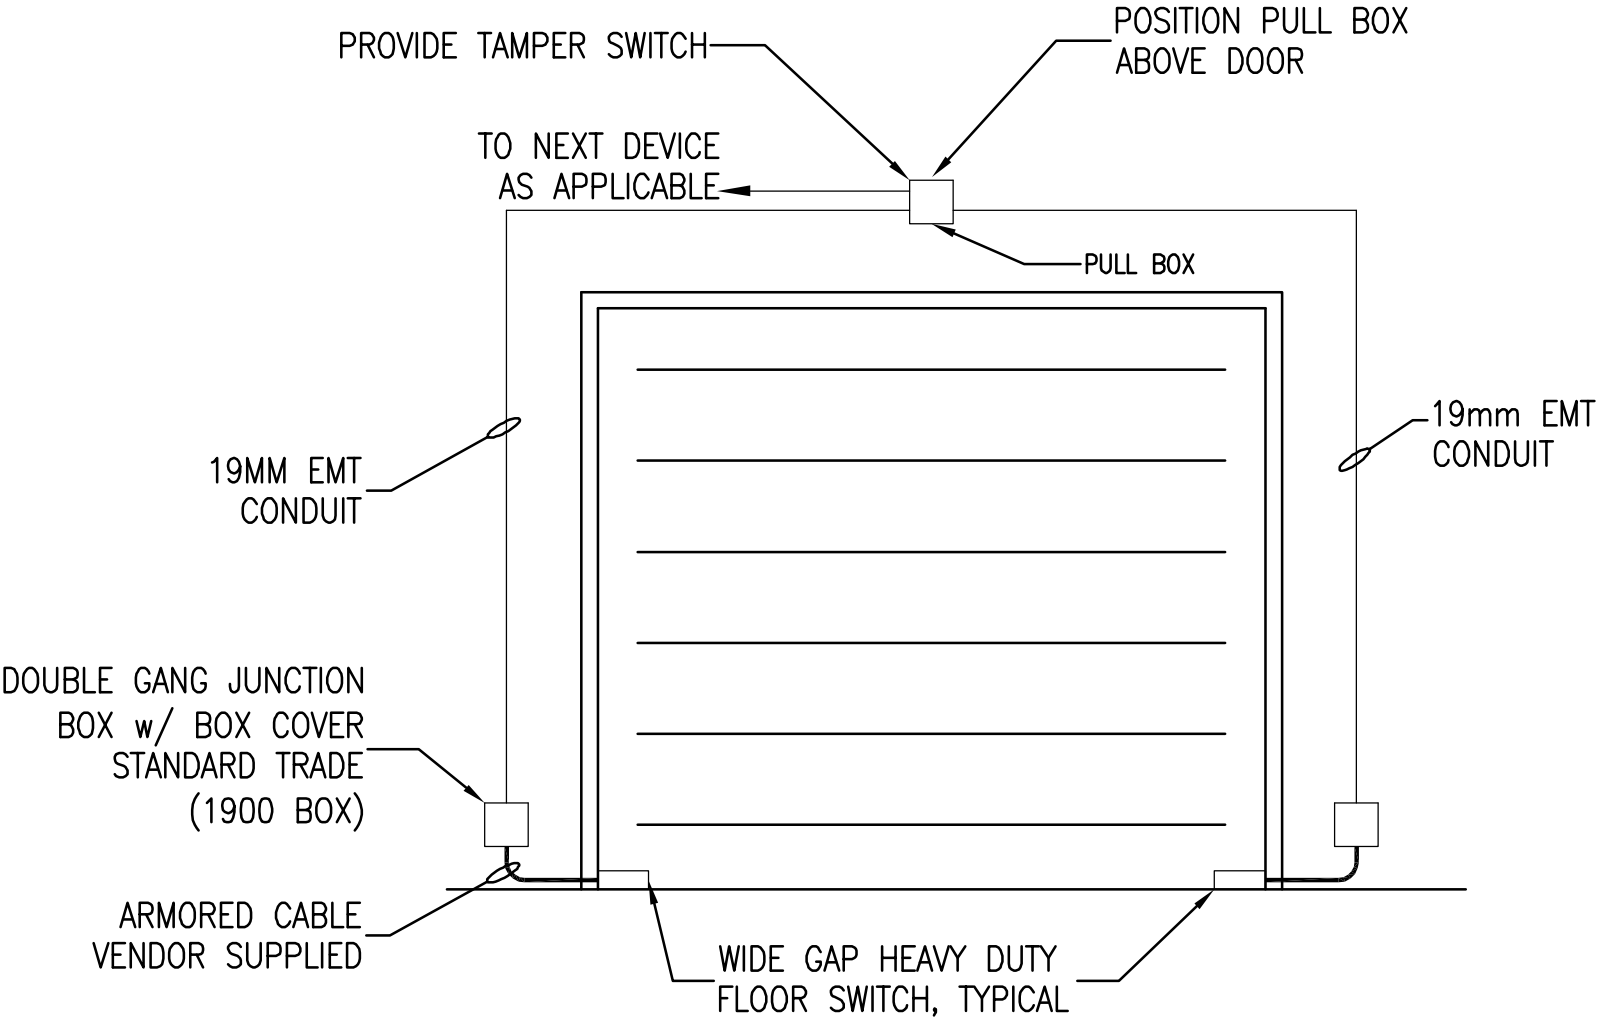 PROVIDE TAMPER SWITCH
POSITION PULL BOX
ABOVE DOOR
TO NEXT DEVICE
AS APPLICABLE
PULL BOX
19mm EMT
CONDUIT
19MM EMT
CONDUIT
DOUBLE GANG JUNCTION
BOX w/ BOX COVER
STANDARD TRADE
(1900 BOX)
ARMORED CABLE
VENDOR SUPPLIED
WIDE GAP HEAVY DUTY
FLOOR SWITCH, TYPICAL